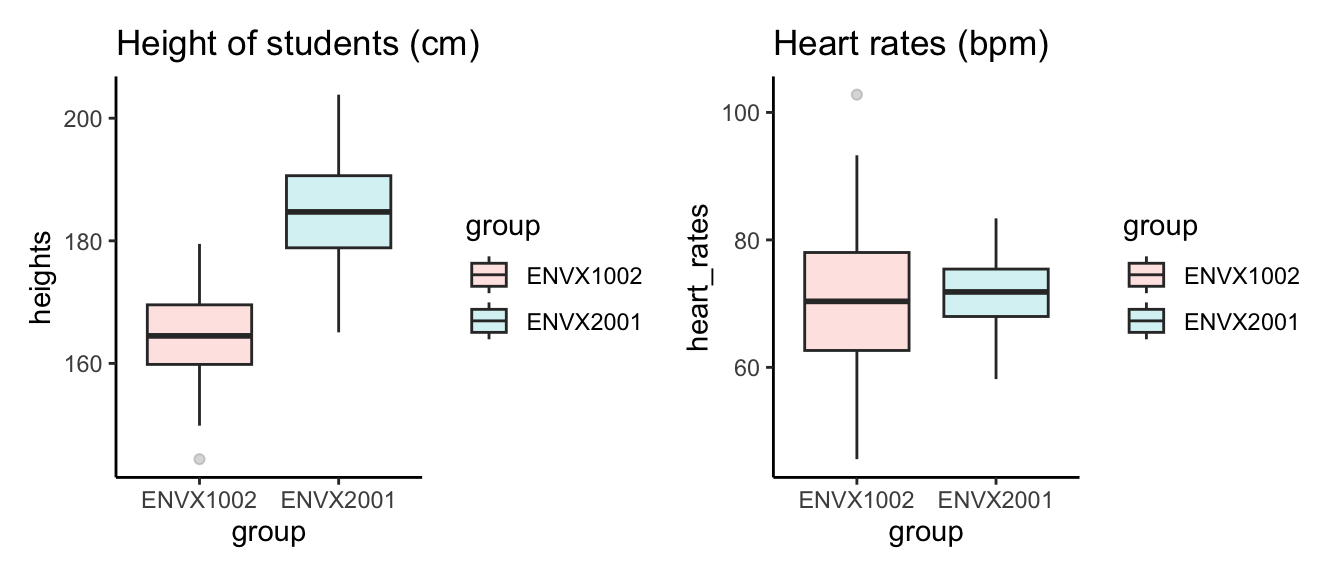 Height of students (cm)
heights
200
180
160
ENVX1002 ENVX2001
group
group
ENVX1002
ENVX2001
Heart rates (bpm)
heart_rates
100
80
60
ENVX1002 ENVX2001
group
group
ENVX1002
ENVX2001